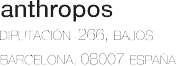 anthropos
DIPUTACIÓN 266, BAJOS
BARCELONA, 08007 ESPAÑA